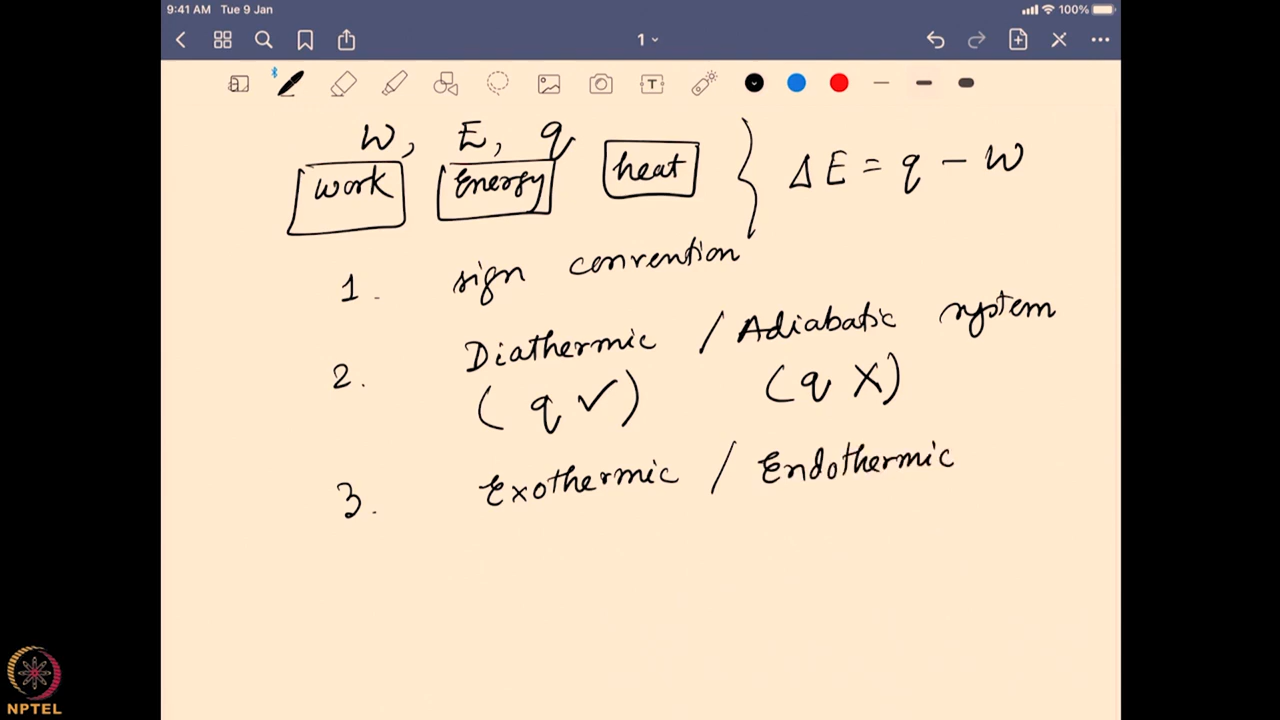 9:41 AM Tue 9 Jan 100%
1
T
W, E, q
work Energy heat ΔE = q - W
1. sign convention
2. Diathermic / Adiabatic system
(q ✓) (q X)
3. Exothermic / Endothermic
NPTEL